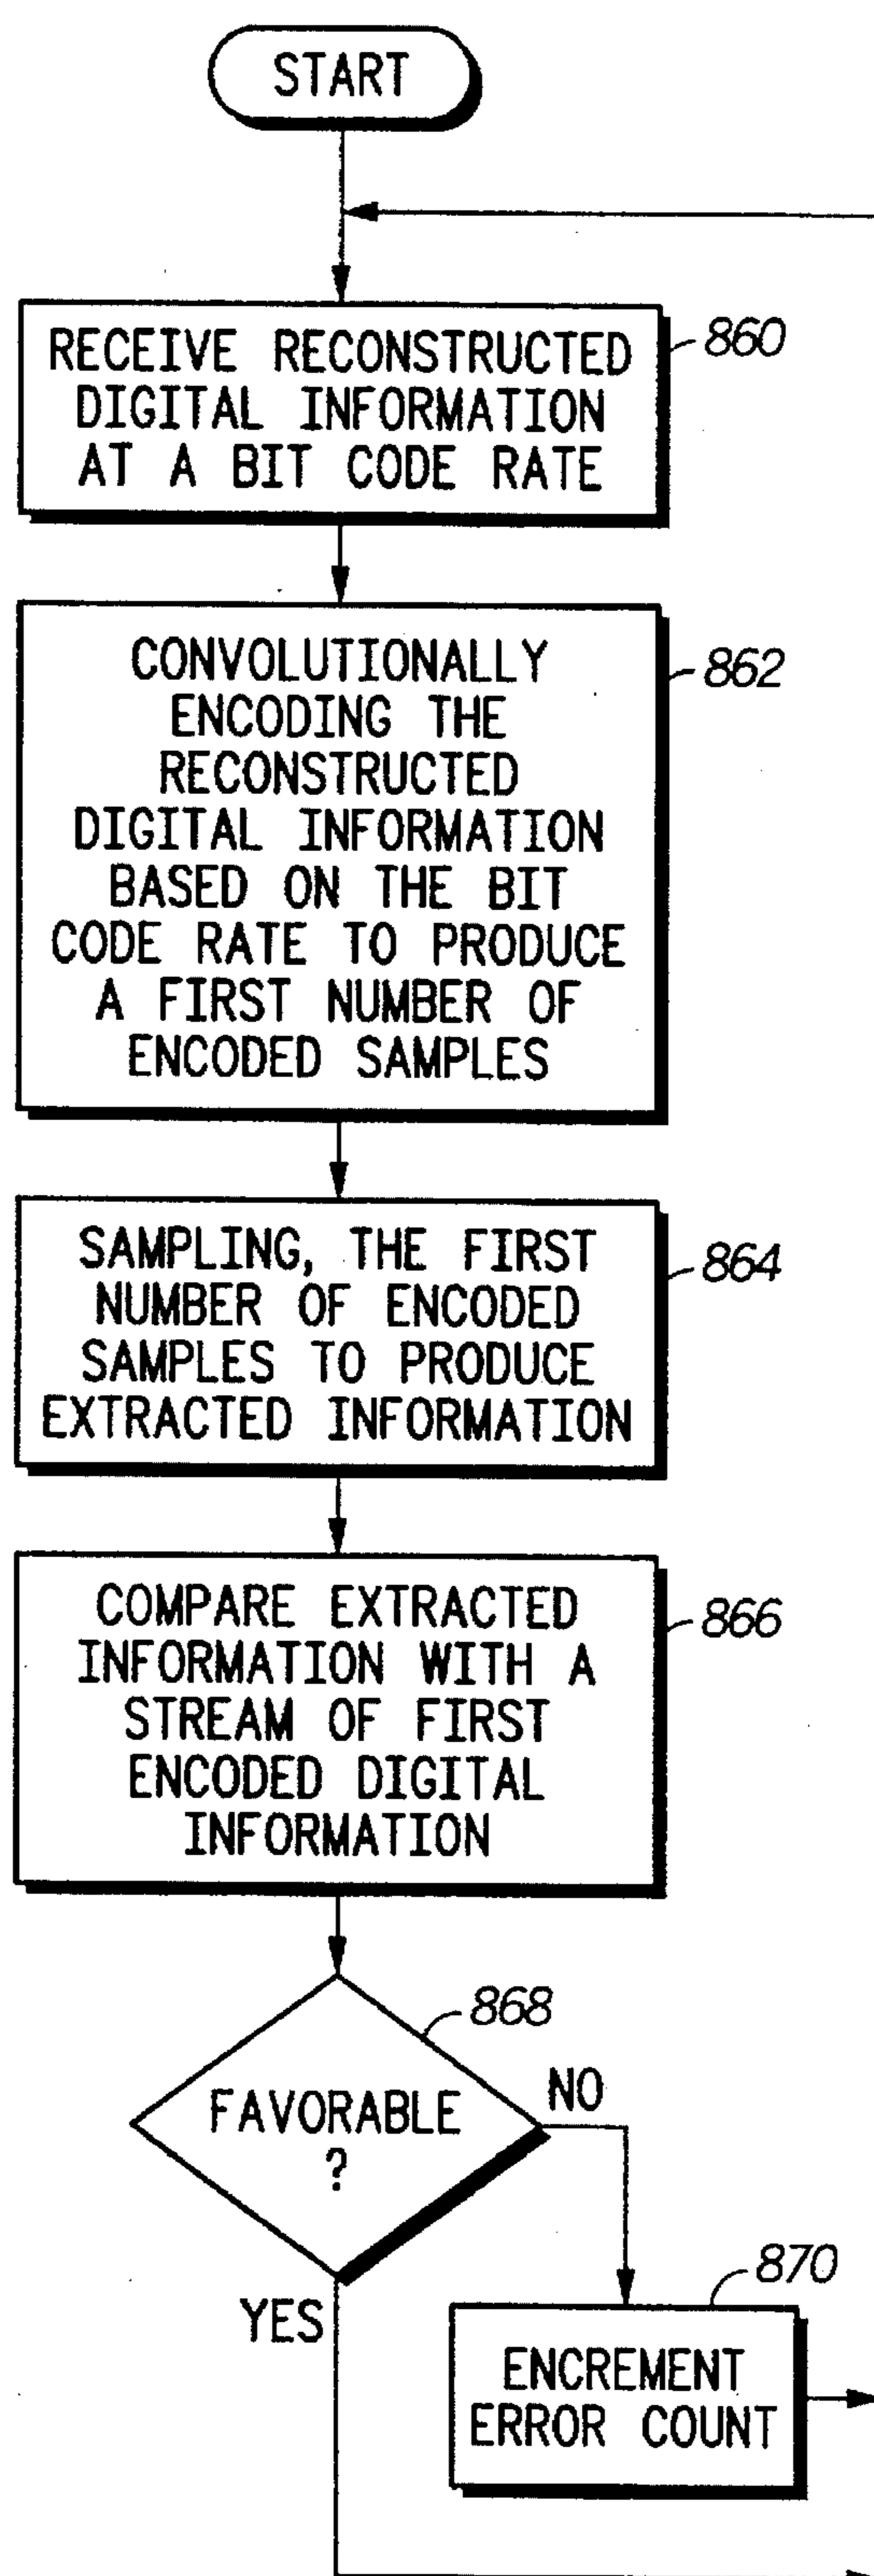 START
RECEIVE RECONSTRUCTED
DIGITAL INFORMATION
AT A BIT CODE RATE
860
CONVOLUTIONALLY
ENCODING THE
RECONSTRUCTED
DIGITAL INFORMATION
BASED ON THE BIT
CODE RATE TO PRODUCE
A FIRST NUMBER OF
ENCODED SAMPLES
862
SAMPLING, THE FIRST
NUMBER OF ENCODED
SAMPLES TO PRODUCE
EXTRACTED INFORMATION
864
COMPARE EXTRACTED
INFORMATION WITH A
STREAM OF FIRST
ENCODED DIGITAL
INFORMATION
866
868
FAVORABLE
?
NO
YES
870
ENCREMENT
ERROR COUNT